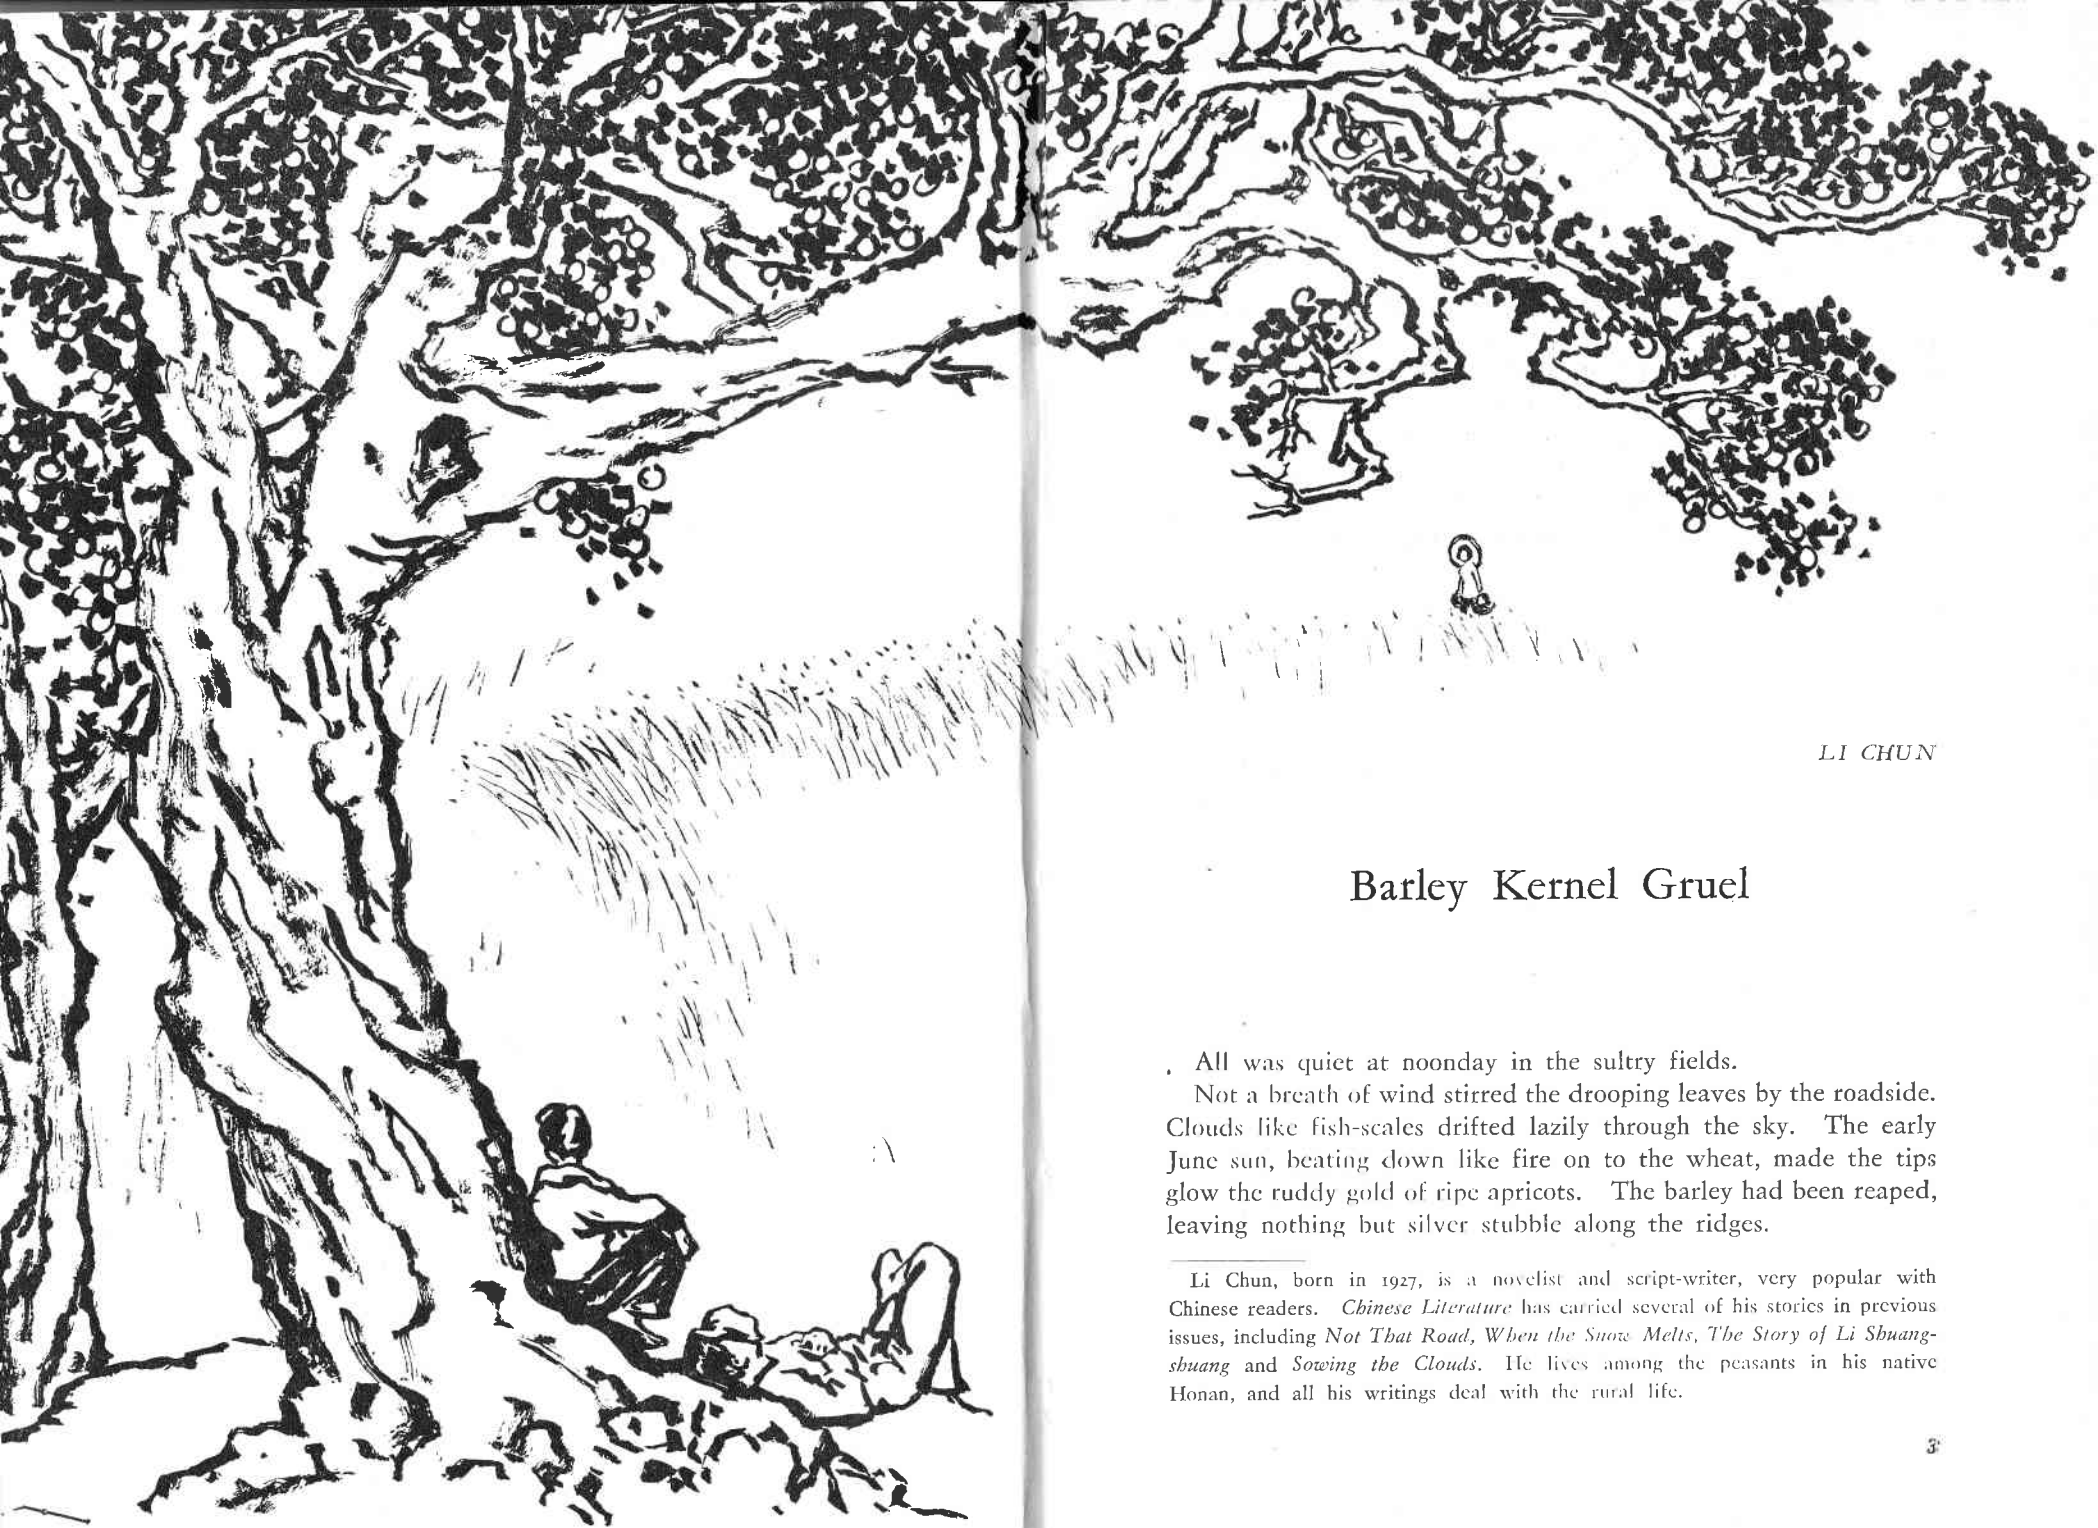 LI CHUN
Barley Kernel Gruel
All was quiet at noonday in the sultry fields.
Not a breath of wind stirred the drooping leaves by the roadside.
Clouds like fish-scales drifted lazily through the sky. The early
June sun, beating down like fire on to the wheat, made the tips
glow the ruddy gold of ripe apricots. The barley had been reaped,
leaving nothing but silver stubble along the ridges.
Li Chun, born in 1927, is a novelist and script-writer, very popular with
Chinese readers. Chinese Literature has carried several of his stories in previous
issues, including Not That Road, When the Snow Melts, The Story of Li Shuang-
shuang and Sowing the Clouds. He lives among the peasants in his native
Honan, and all his writings deal with the rural life.
3